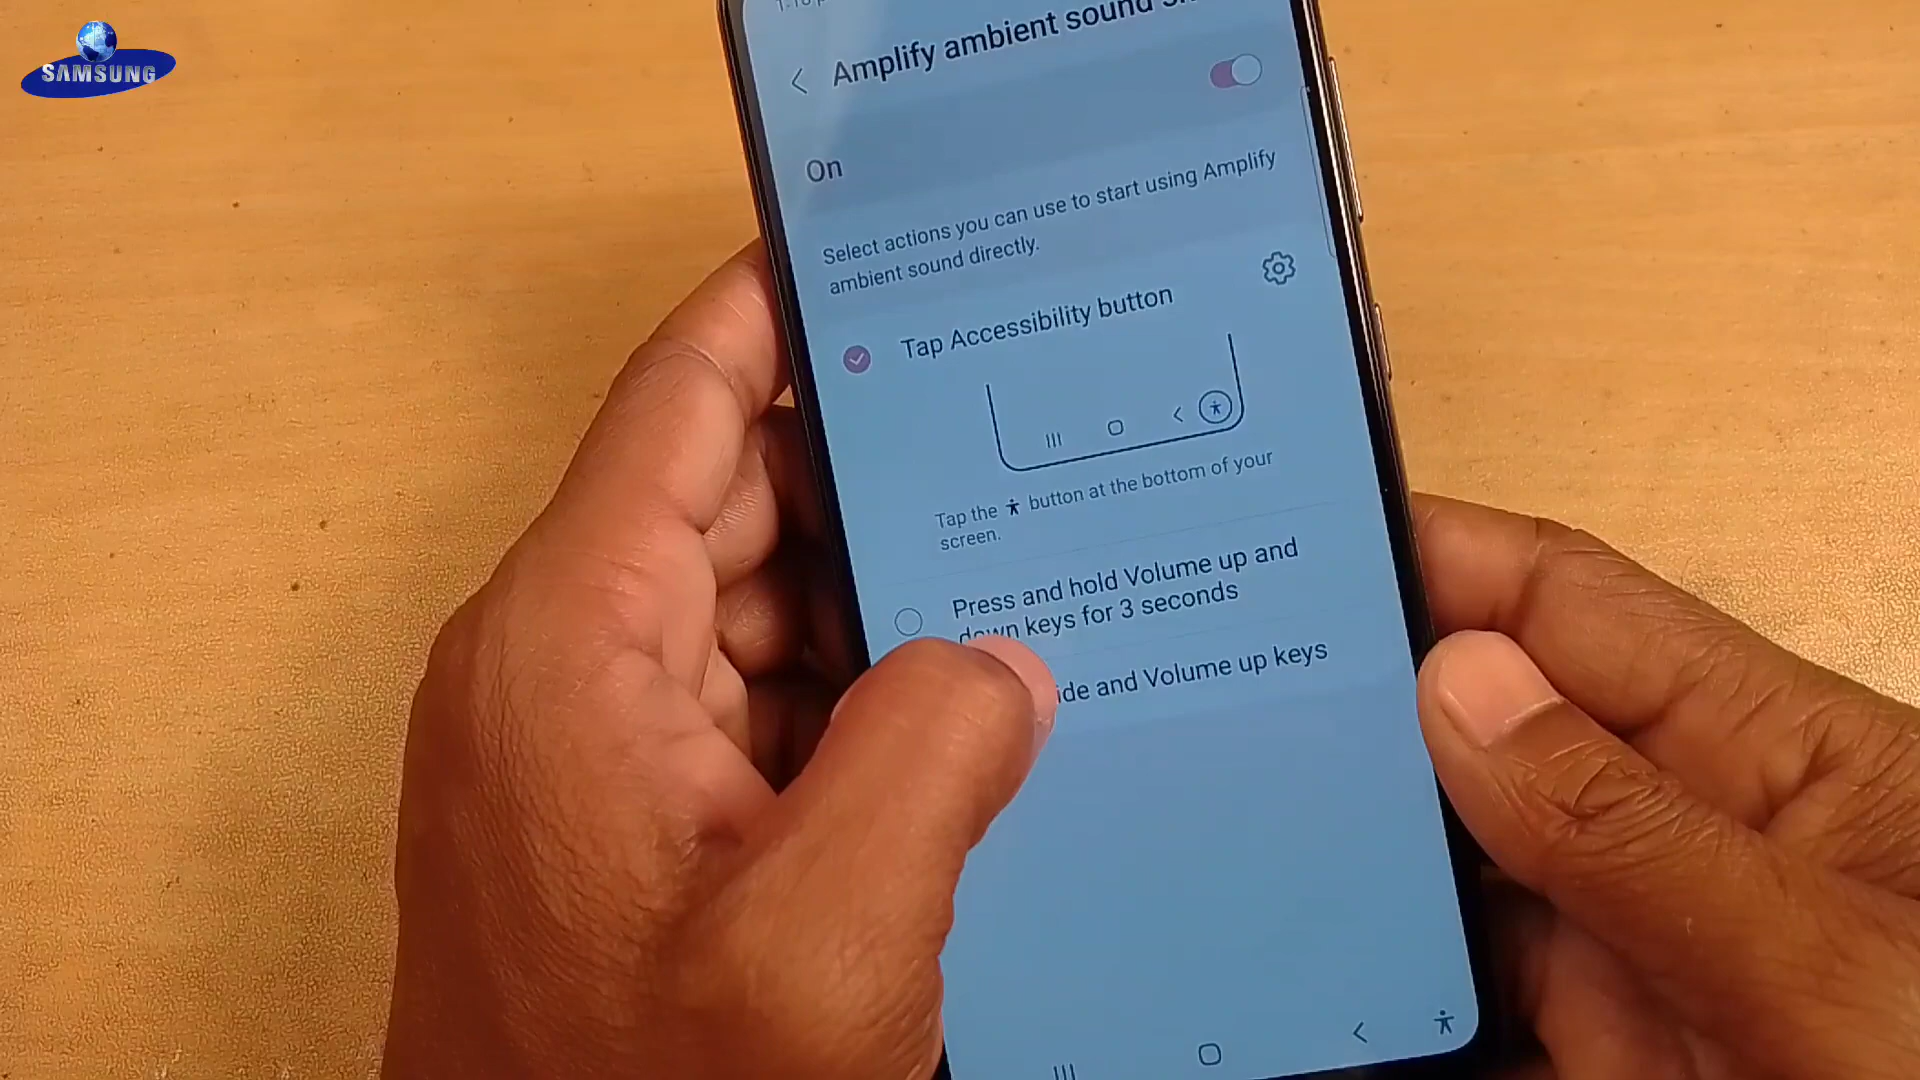 SAMSUNG
Amplify ambient sound
On
Select actions you can use to start using Amplify
ambient sound directly.
Tap Accessibility button
Tap the button at the bottom of your
screen.
Press and hold Volume up and
down keys for 3 seconds
and Volume up keys